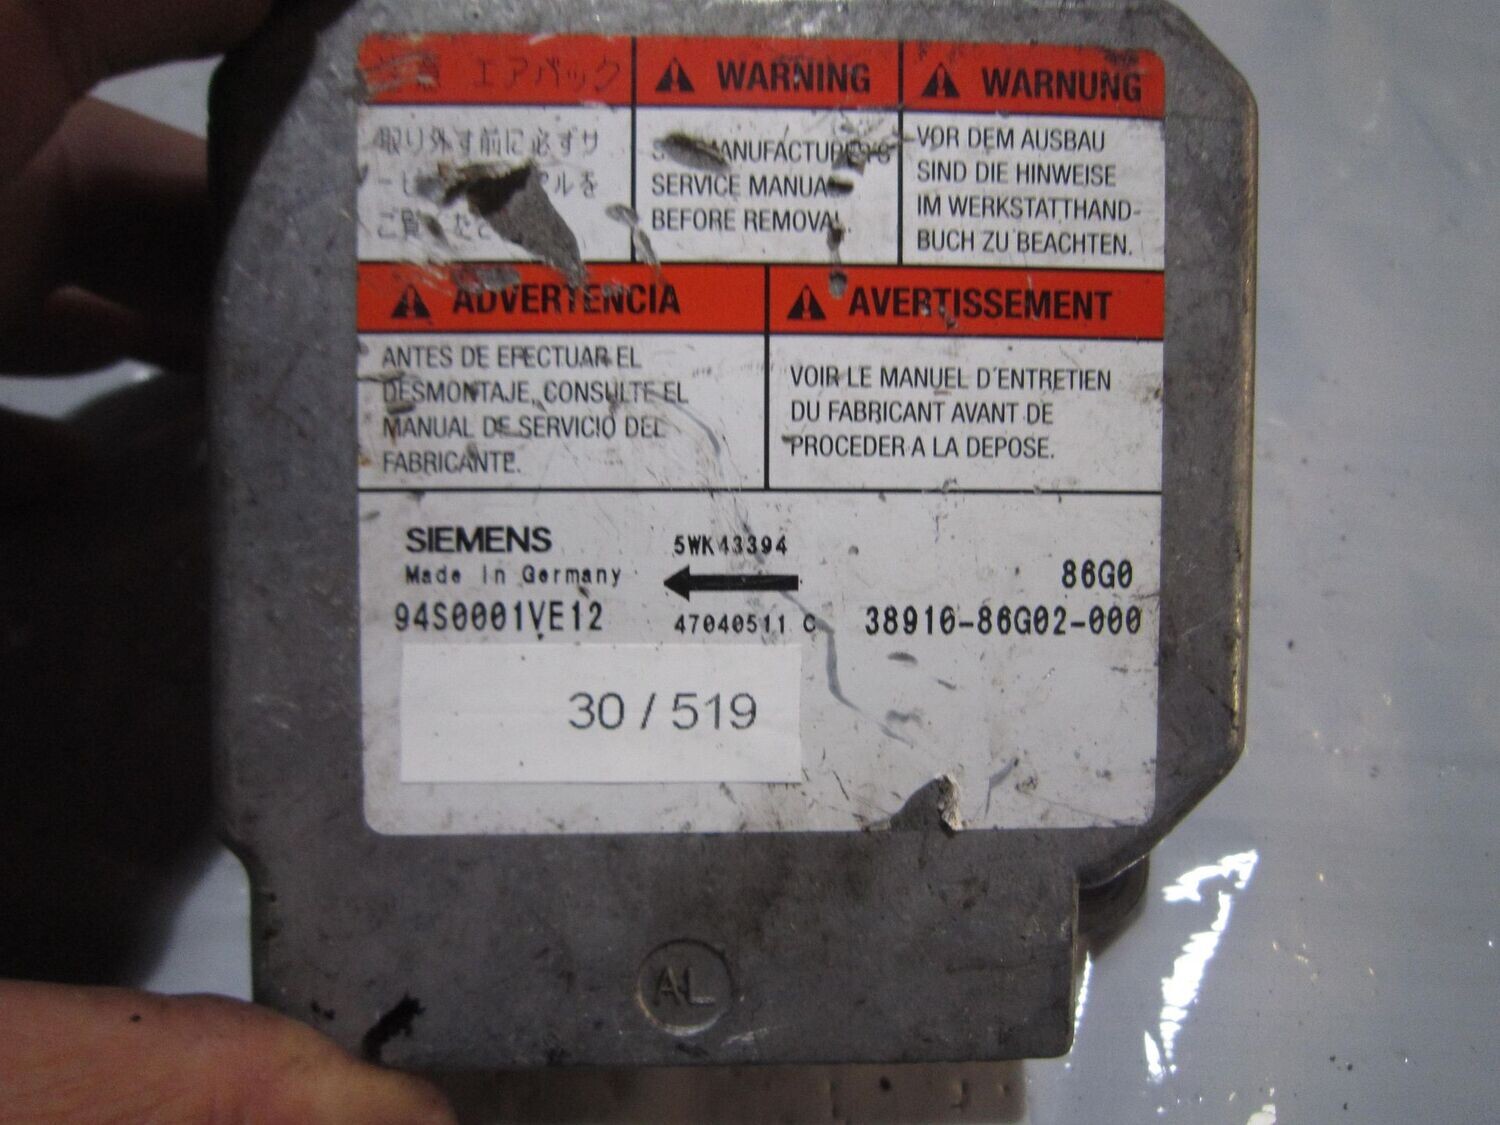 エアバック
取り外す前に必ずサ
WARNING
MANUFACTURER'S
SERVICE MANUAL
BEFORE REMOVAL.
WARNUNG
VOR DEM AUSBAU
SIND DIE HINWEISE
IM WERKSTATTHAND-
BUCH ZU BEACHTEN.
ADVERTENCIA
ANTES DE EFECTUAR EL
DESMONTAJE, CONSULTE EL
MANUAL DE SERVICIO DEL
FABRICANTE.
AVERTISSEMENT
VOIR LE MANUEL D'ENTRETIEN
DU FABRICANT AVANT DE
PROCEDER A LA DEPOSE.
SIEMENS
Made in Germany
94S0001VE12
5WK43394
47040511 C
86G0
38910-86G02-000
30 / 519
AL